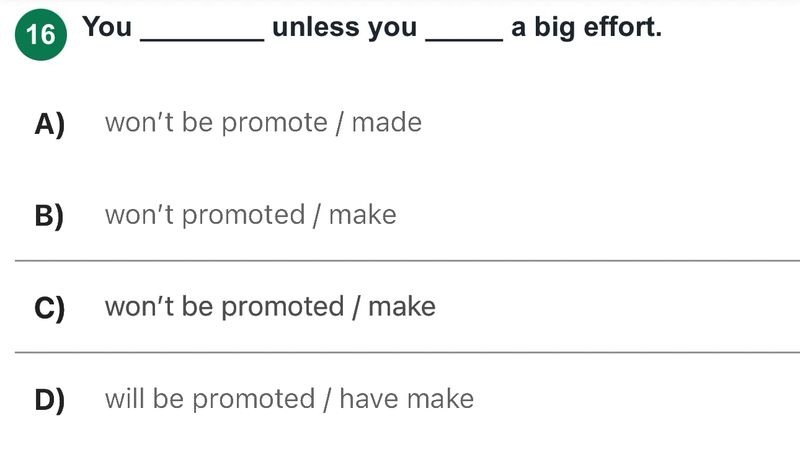 16 You _________ unless you _____ a big effort.
A) won't be promote / made
B) won't promoted / make
C) won't be promoted / make
D) will be promoted / have make